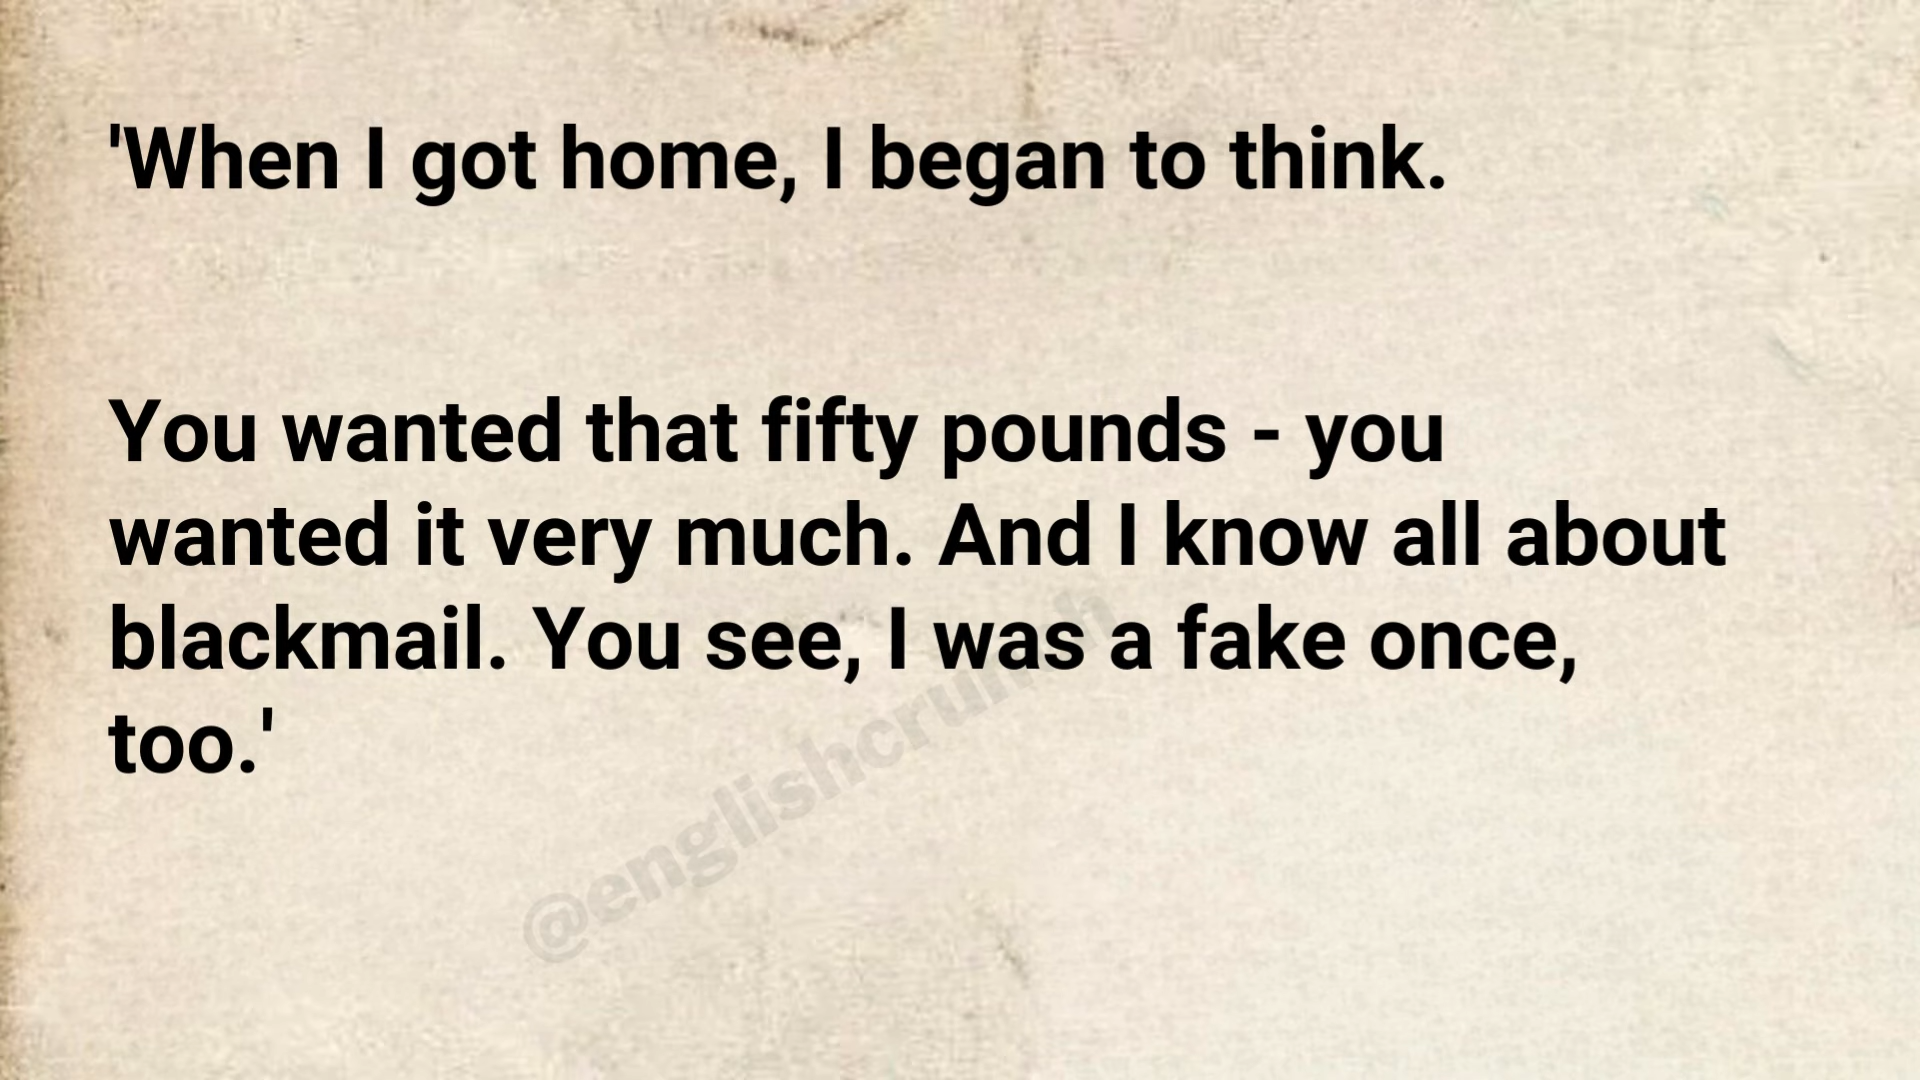 'When I got home, I began to think.
You wanted that fifty pounds - you
wanted it very much. And I know all about
blackmail. You see, I was a fake once,
too.'
@englishcrunch